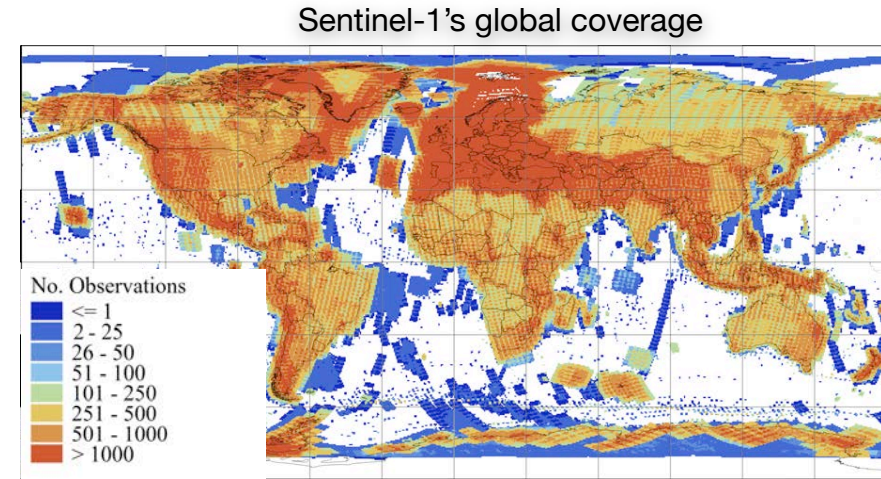 Sentinel-1's global coverage
No. Observations
<= 1
2 - 25
26 - 50
51 - 100
101 - 250
251 - 500
501 - 1000
> 1000